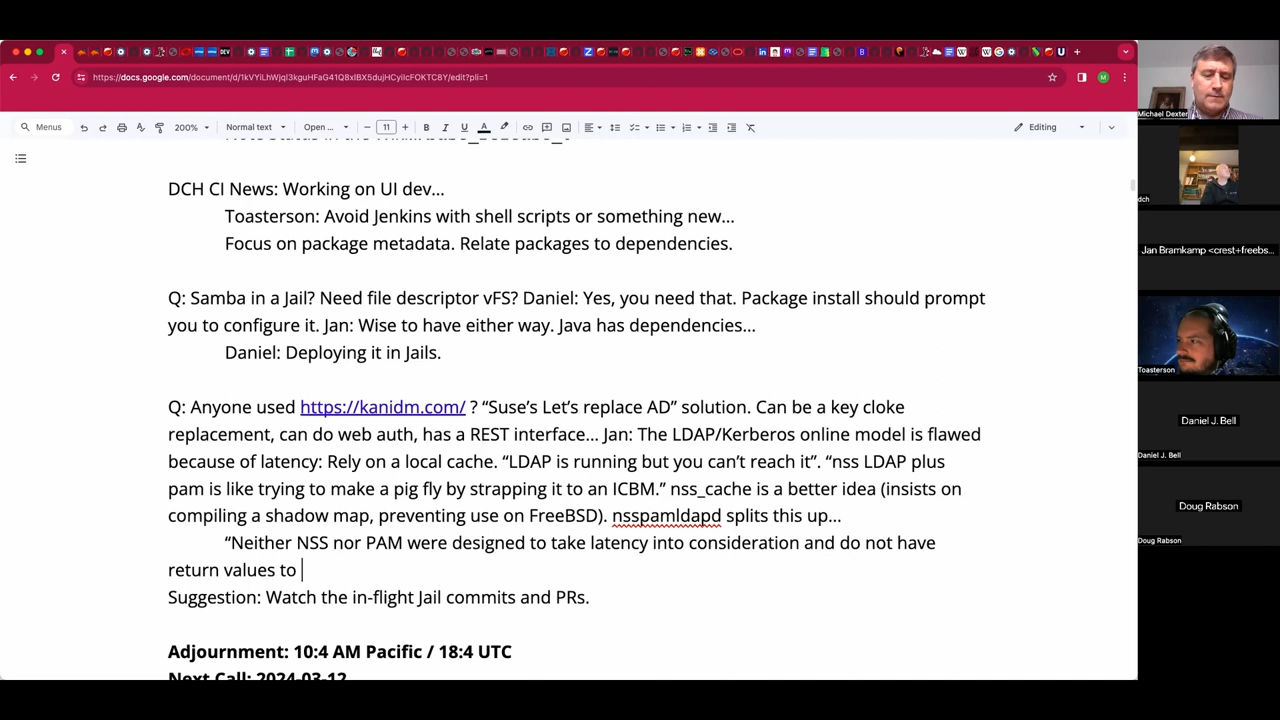 https://docs.google.com/document/d/1kVYiLhWjqI3kguHFaG41Q8xIBX5dujHCyiIcFOKTC8Y/edit?pli=1
Menus 200% Normal text Open ... 11 Editing
DCH CI News: Working on UI dev…
Toasterson: Avoid Jenkins with shell scripts or something new…
Focus on package metadata. Relate packages to dependencies.
Q: Samba in a Jail? Need file descriptor vFS? Daniel: Yes, you need that. Package install should prompt
you to configure it. Jan: Wise to have either way. Java has dependencies…
Daniel: Deploying it in Jails.
Q: Anyone used https://kanidm.com/ ? “Suse’s Let’s replace AD” solution. Can be a key cloke
replacement, can do web auth, has a REST interface… Jan: The LDAP/Kerberos online model is flawed
because of latency: Rely on a local cache. “LDAP is running but you can’t reach it”. “nss LDAP plus
pam is like trying to make a pig fly by strapping it to an ICBM.” nss_cache is a better idea (insists on
compiling a shadow map, preventing use on FreeBSD). nsspamldapd splits this up…
“Neither NSS nor PAM were designed to take latency into consideration and do not have
return values to
Suggestion: Watch the in-flight Jail commits and PRs.
Adjournment: 10:4 AM Pacific / 18:4 UTC
Next Call: 2024-03-12
Michael Dexter
dch
Jan Bramkamp <crest+freebs...
Toasterson
Daniel J. Bell
Daniel J. Bell
Doug Rabson
Doug Rabson